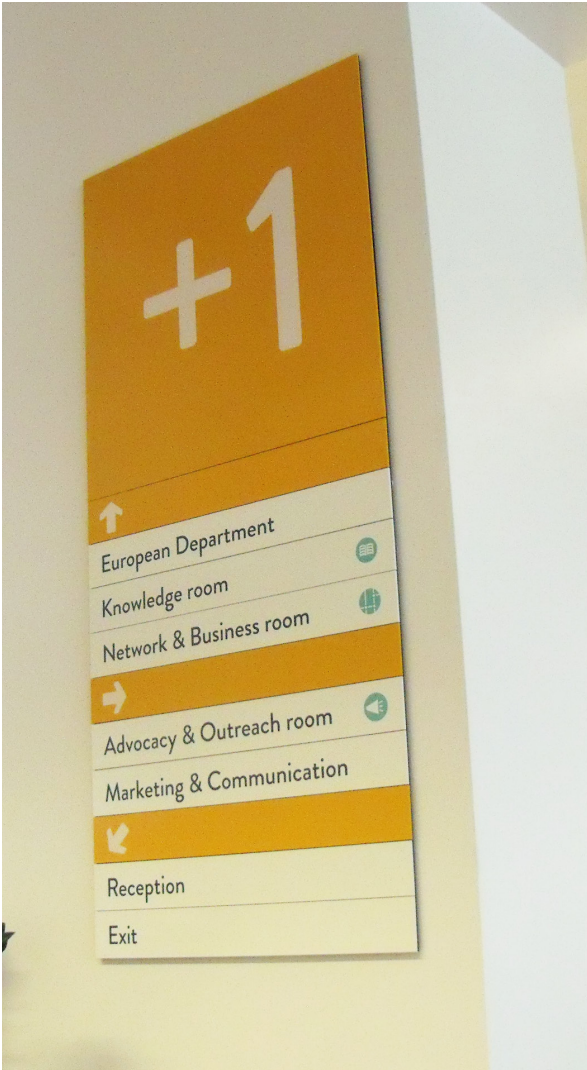 +1
European Department
Knowledge room
Network & Business room
Advocacy & Outreach room
Marketing & Communication
Reception
Exit